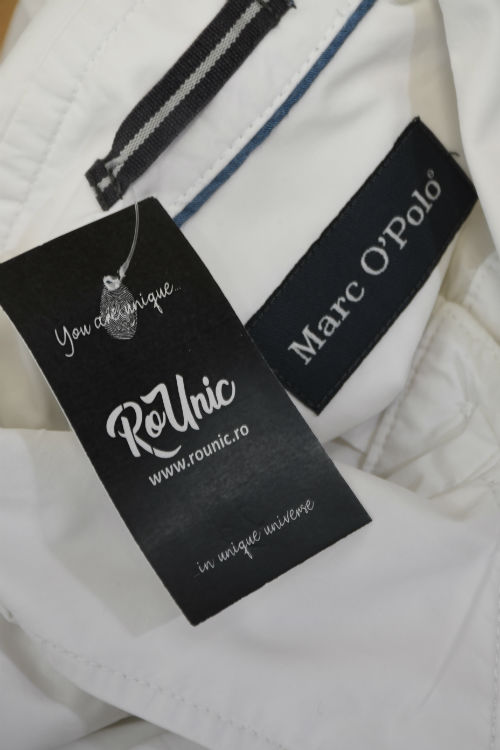 Marc O'Polo®
You are unique...
RoUnic
www.rounic.ro
...in unique universe